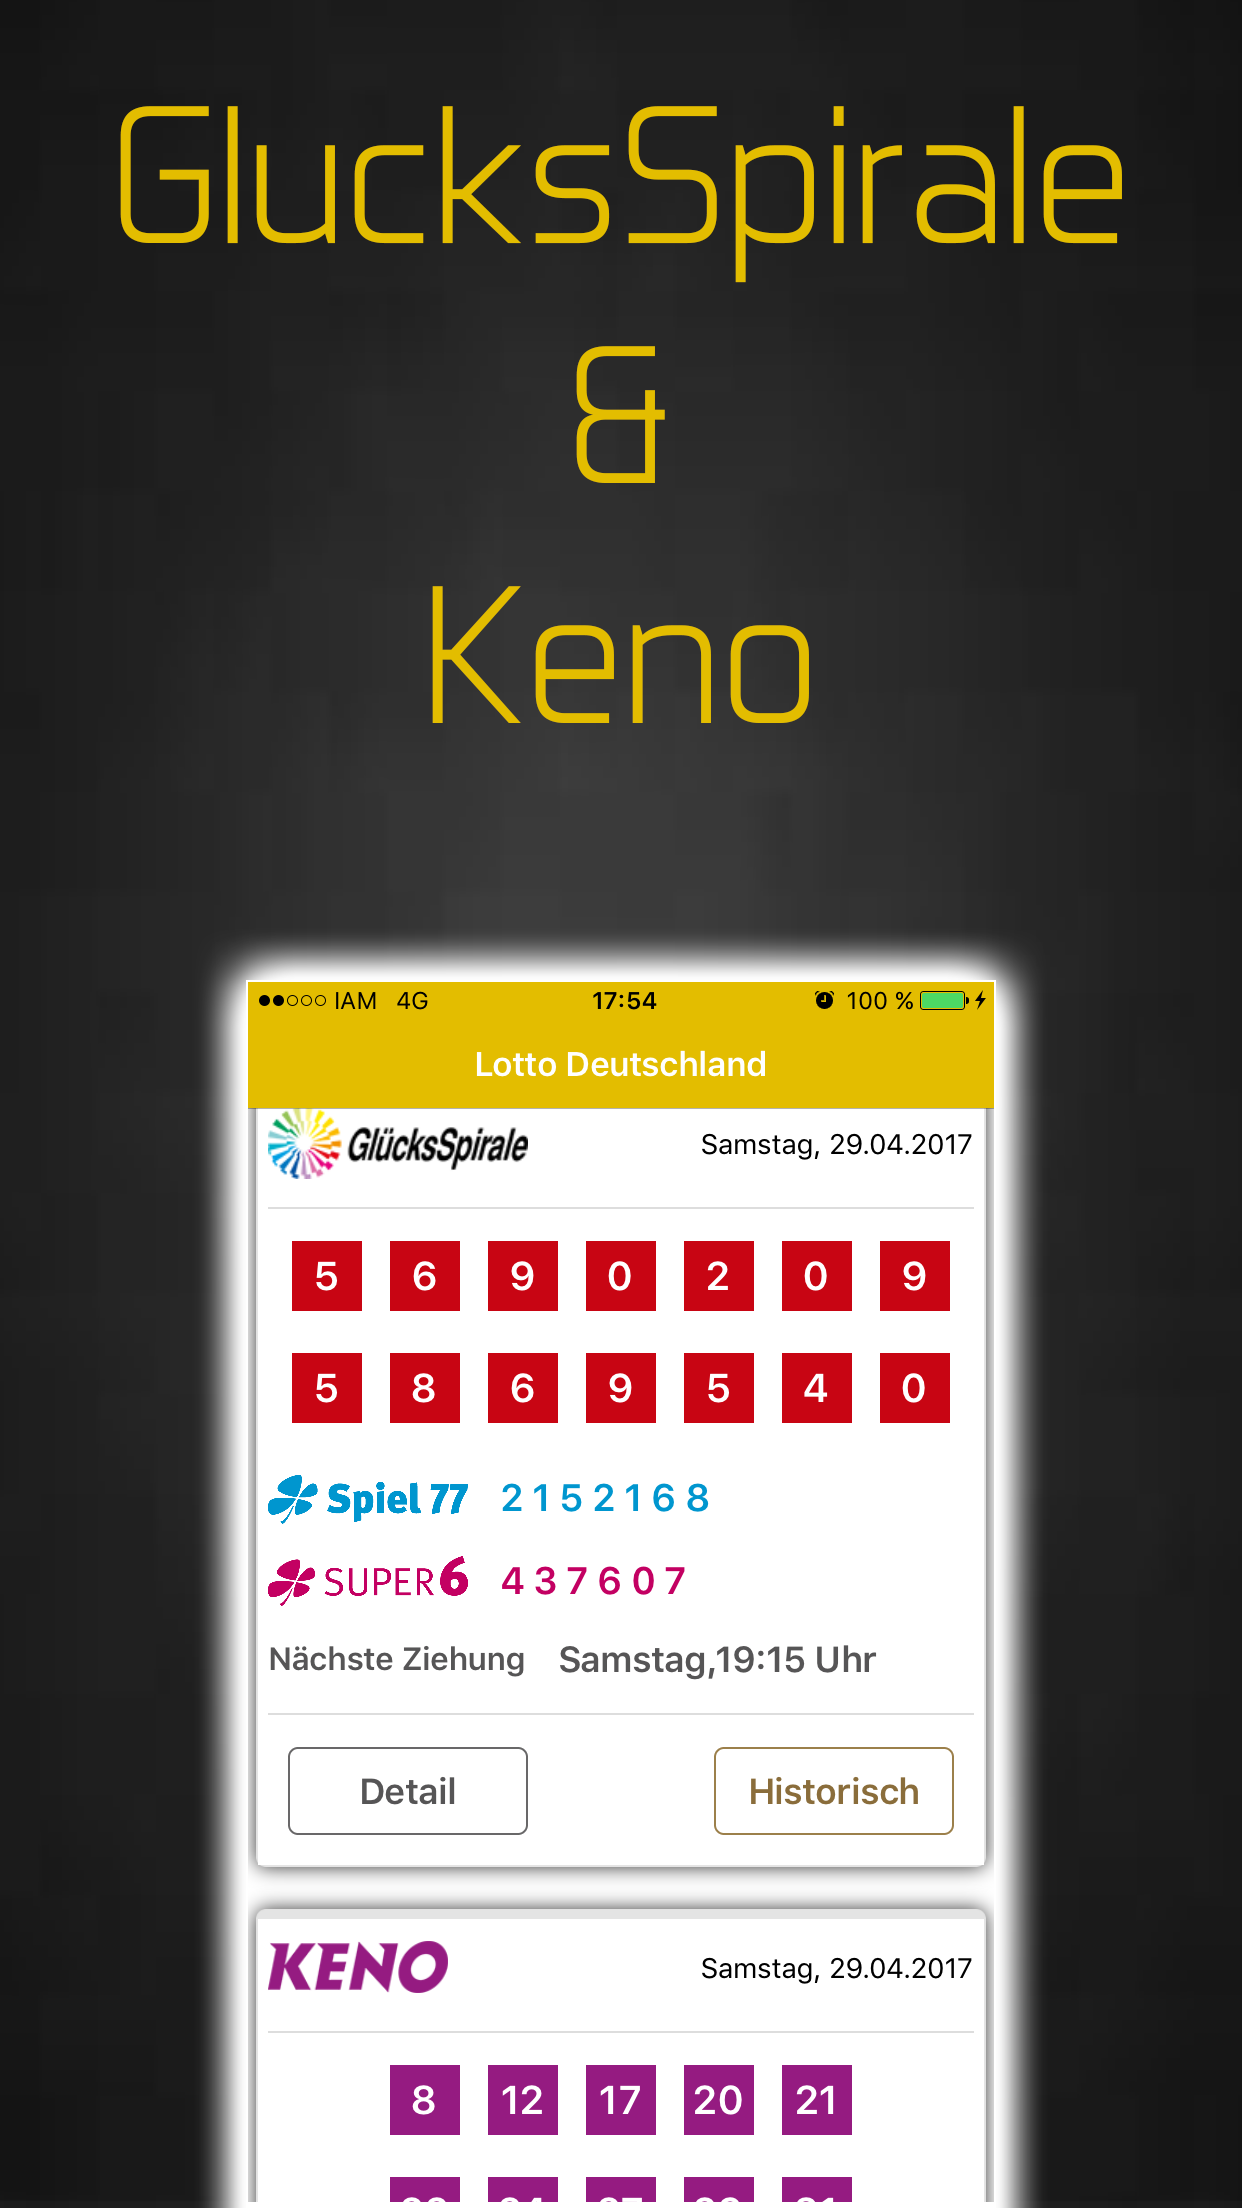 GlucksSpirale
&
Keno
IAM 4G 17:54 100 %
Lotto Deutschland
GlücksSpirale Samstag, 29.04.2017
5 6 9 0 2 0 9
5 8 6 9 5 4 0
Spiel 77 2 1 5 2 1 6 8
SUPER 6 4 3 7 6 0 7
Nächste Ziehung Samstag,19:15 Uhr
Detail Historisch
KENO Samstag, 29.04.2017
8 12 17 20 21